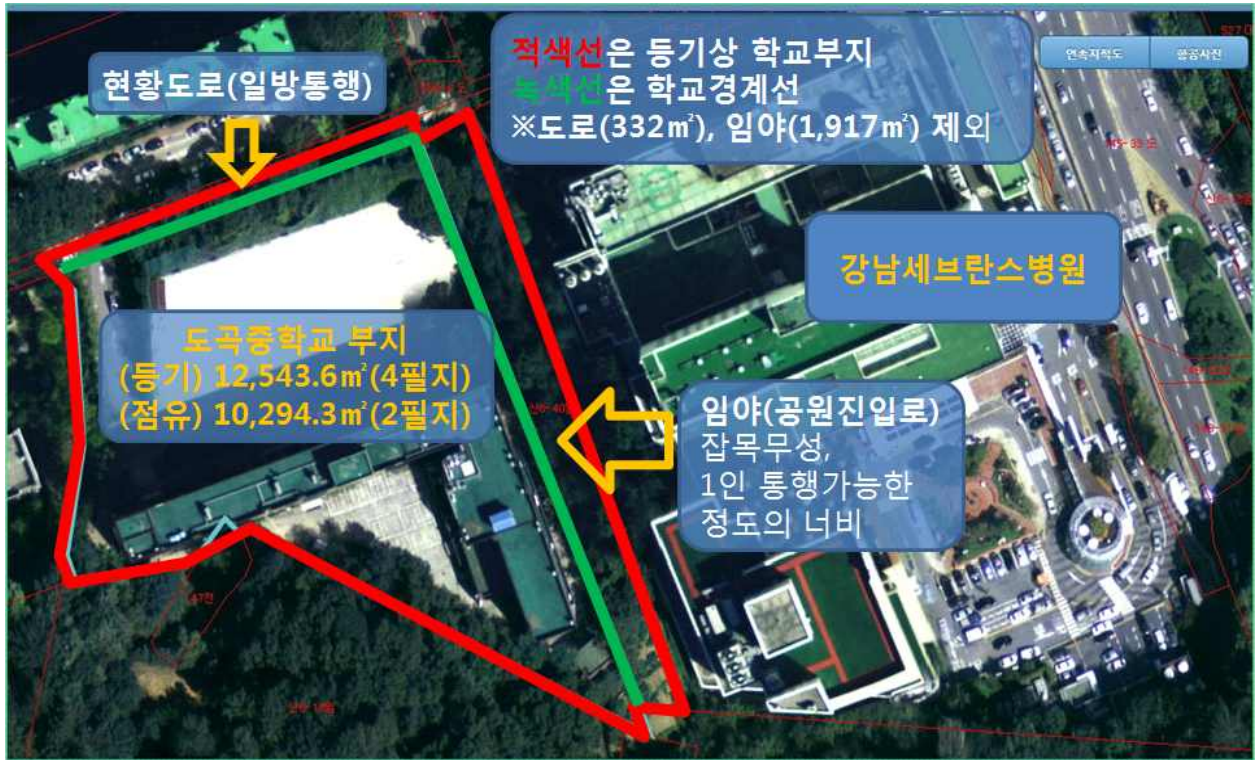 적색선은 등기상 학교부지
녹색선은 학교경계선
※도로(332㎡), 임야(1,917㎡) 제외
연속지적도
항공사진
현황도로(일방통행)
강남세브란스병원
도곡중학교 부지
(등기) 12,543.6㎡(4필지)
(점유) 10,294.3㎡(2필지)
임야(공원진입로)
잡목무성,
1인 통행가능한
정도의 너비